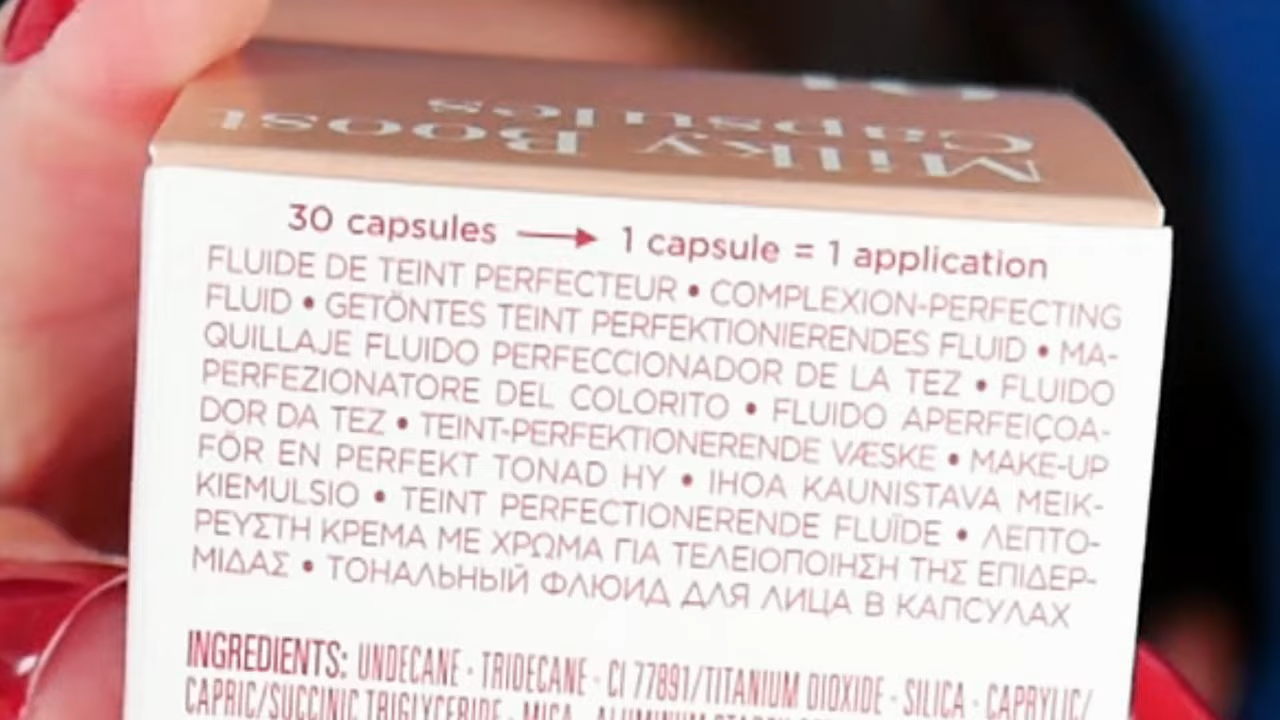 Milky Boost
Capsules
30 capsules → 1 capsule = 1 application
FLUIDE DE TEINT PERFECTEUR • COMPLEXION-PERFECTING
FLUID • GETÖNTES TEINT PERFEKTIONIERENDES FLUID • MA-
QUILLAJE FLUIDO PERFECCIONADOR DE LA TEZ • FLUIDO
PERFEZIONATORE DEL COLORITO • FLUIDO APERFEIÇOA-
DOR DA TEZ • TEINT-PERFEKTIONERENDE VÆSKE • MAKE-UP
FÖR EN PERFEKT TONAD HY • IHOA KAUNISTAVA MEIK-
KIEMULSIO • TEINT PERFECTIONERENDE FLUÏDE • ΛΕΠΤΟ-
ΡΕΥΣΤΗ ΚΡΕΜΑ ΜΕ ΧΡΩΜΑ ΓΙΑ ΤΕΛΕΙΟΠΟΙΗΣΗ ΤΗΣ ΕΠΙΔΕΡ-
ΜΙΔΑΣ • ТОНАЛЬНЫЙ ФЛЮИД ДЛЯ ЛИЦА В КАПСУЛАХ
INGREDIENTS: UNDECANE · TRIDECANE · CI 77891/TITANIUM DIOXIDE · SILICA · CAPRYLIC/
CAPRIC/SUCCINIC TRIGLYCERIDE · MICA · ALUMINUM STARCH